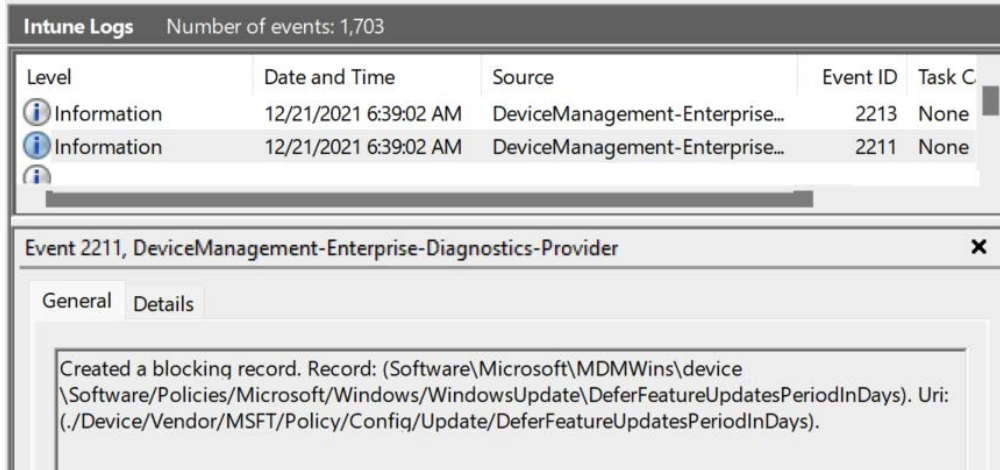 Intune Logs Number of events: 1,703
Level Date and Time Source Event ID Task C
Information 12/21/2021 6:39:02 AM DeviceManagement-Enterprise... 2213 None
Information 12/21/2021 6:39:02 AM DeviceManagement-Enterprise... 2211 None
Event 2211, DeviceManagement-Enterprise-Diagnostics-Provider
General Details
Created a blocking record. Record: (Software\Microsoft\MDMWins\device
\Software/Policies/Microsoft/Windows/WindowsUpdate\DeferFeatureUpdatesPeriodInDays). Uri:
(./Device/Vendor/MSFT/Policy/Config/Update/DeferFeatureUpdatesPeriodInDays).